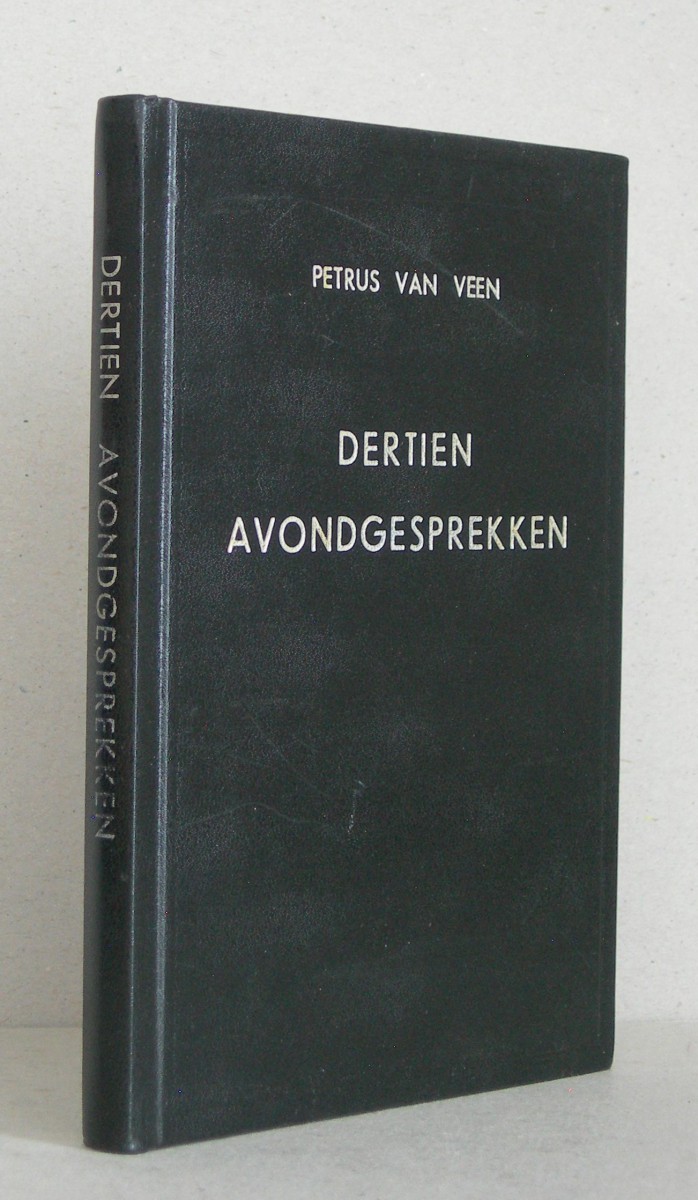 PETRUS VAN VEEN
DERTIEN
AVONDGESPREKKEN
DERTIEN AVONDGESPREKKEN